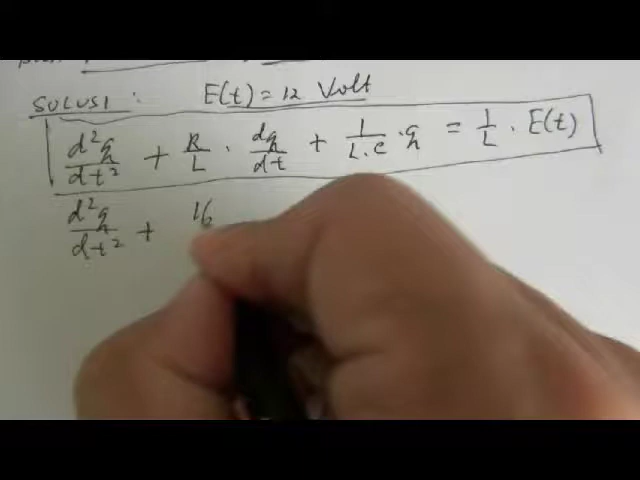 SOLUSI : E(t) = 12 Volt
d²q/dt² + R/L · dq/dt + 1/L.C · q = 1/L · E(t)
d²q/dt² + 16